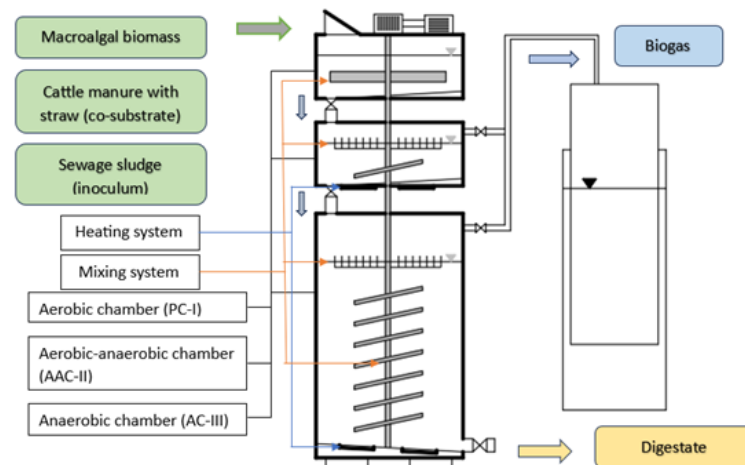 Macroalgal biomass
Cattle manure with
straw (co-substrate)
Sewage sludge
(inoculum)
Heating system
Mixing system
Aerobic chamber (PC-I)
Aerobic-anaerobic chamber
(AAC-II)
Anaerobic chamber (AC-III)
Biogas
Digestate